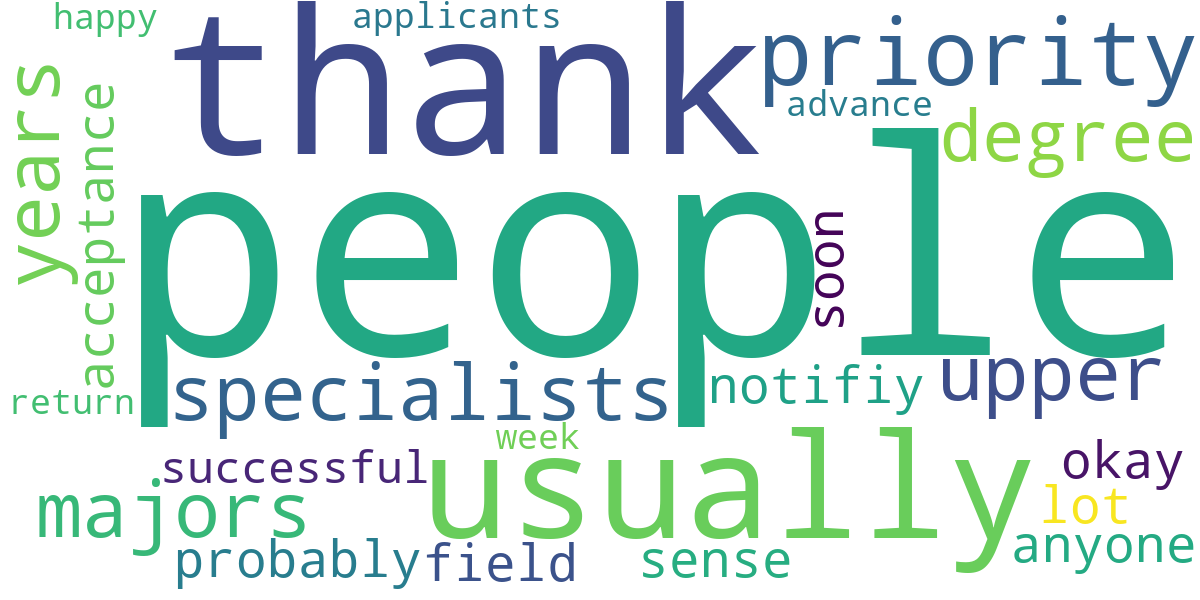 happy
applicants
thank
priority
years
acceptance
advance
degree
people
soon
specialists
notifiy
upper
return
week
successful
usually
okay
majors
lot
probably
field
sense
anyone